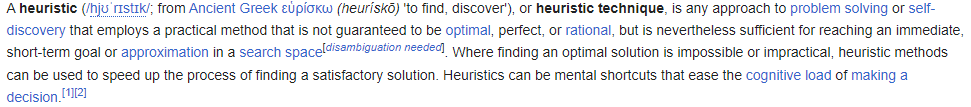 A heuristic (/hjʊˈrɪstɪk/; from Ancient Greek εὑρίσκω (heurískō) 'to find, discover'), or heuristic technique, is any approach to problem solving or self-
discovery that employs a practical method that is not guaranteed to be optimal, perfect, or rational, but is nevertheless sufficient for reaching an immediate,
short-term goal or approximation in a search space[disambiguation needed]. Where finding an optimal solution is impossible or impractical, heuristic methods
can be used to speed up the process of finding a satisfactory solution. Heuristics can be mental shortcuts that ease the cognitive load of making a
decision.[1][2]